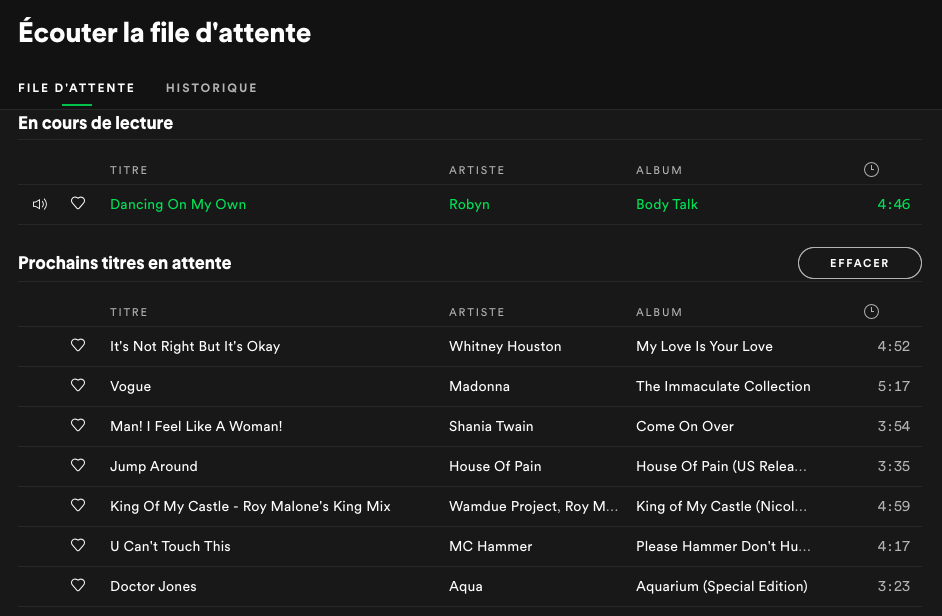 Écouter la file d'attente
FILE D'ATTENTE HISTORIQUE
En cours de lecture
TITRE ARTISTE ALBUM
Dancing On My Own Robyn Body Talk 4:46
Prochains titres en attente EFFACER
TITRE ARTISTE ALBUM
It's Not Right But It's Okay Whitney Houston My Love Is Your Love 4:52
Vogue Madonna The Immaculate Collection 5:17
Man! I Feel Like A Woman! Shania Twain Come On Over 3:54
Jump Around House Of Pain House Of Pain (US Relea... 3:35
King Of My Castle - Roy Malone's King Mix Wamdue Project, Roy M... King of My Castle (Nicol... 4:59
U Can't Touch This MC Hammer Please Hammer Don't Hu... 4:17
Doctor Jones Aqua Aquarium (Special Edition) 3:23